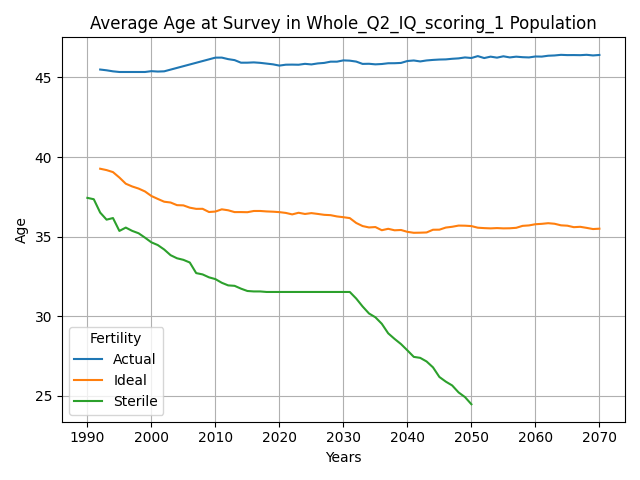 Average Age at Survey in Whole_Q2_IQ_scoring_1 Population
Age
45
40
35
30
25
Fertility
Actual
Ideal
Sterile
1990 2000 2010 2020 2030 2040 2050 2060 2070
Years